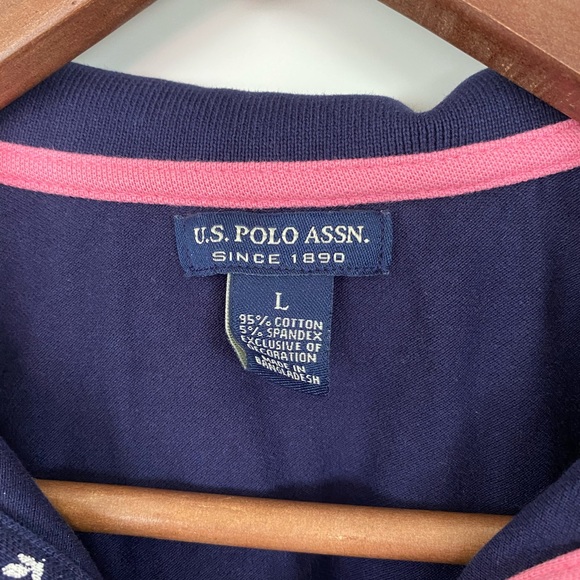 U.S. POLO ASSN.
SINCE 1890
L
95% COTTON
5% SPANDEX
EXCLUSIVE OF
DECORATION
MADE IN
BANGLADESH